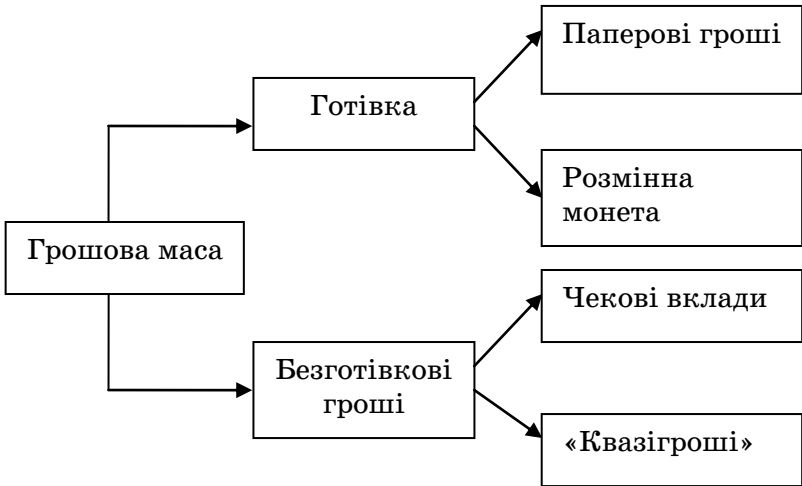 Паперові гроші
Готівка
Розмінна
монета
Грошова маса
Чекові вклади
Безготівкові
гроші
«Квазігроші»